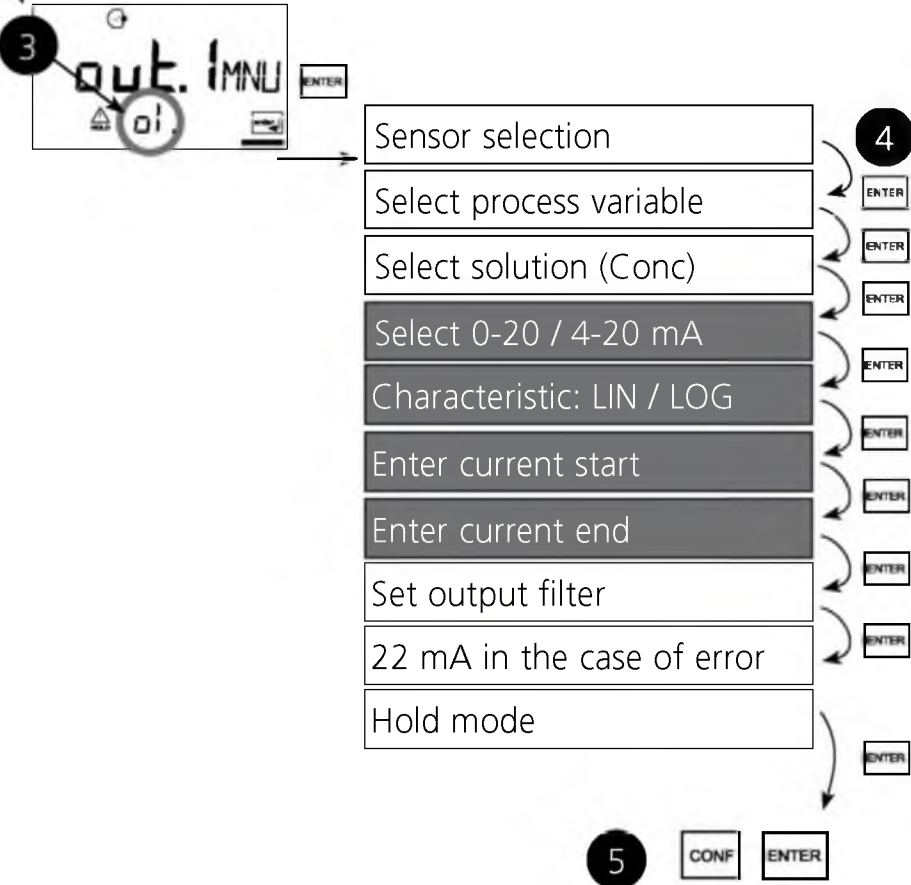 3
out. 1 MNU ENTER
HOLD o1.
Sensor selection
4
ENTER
Select process variable
ENTER
Select solution (Conc)
ENTER
Select 0-20 / 4-20 mA
ENTER
Characteristic: LIN / LOG
ENTER
Enter current start
ENTER
Enter current end
ENTER
Set output filter
ENTER
22 mA in the case of error
Hold mode
ENTER
5 CONF ENTER